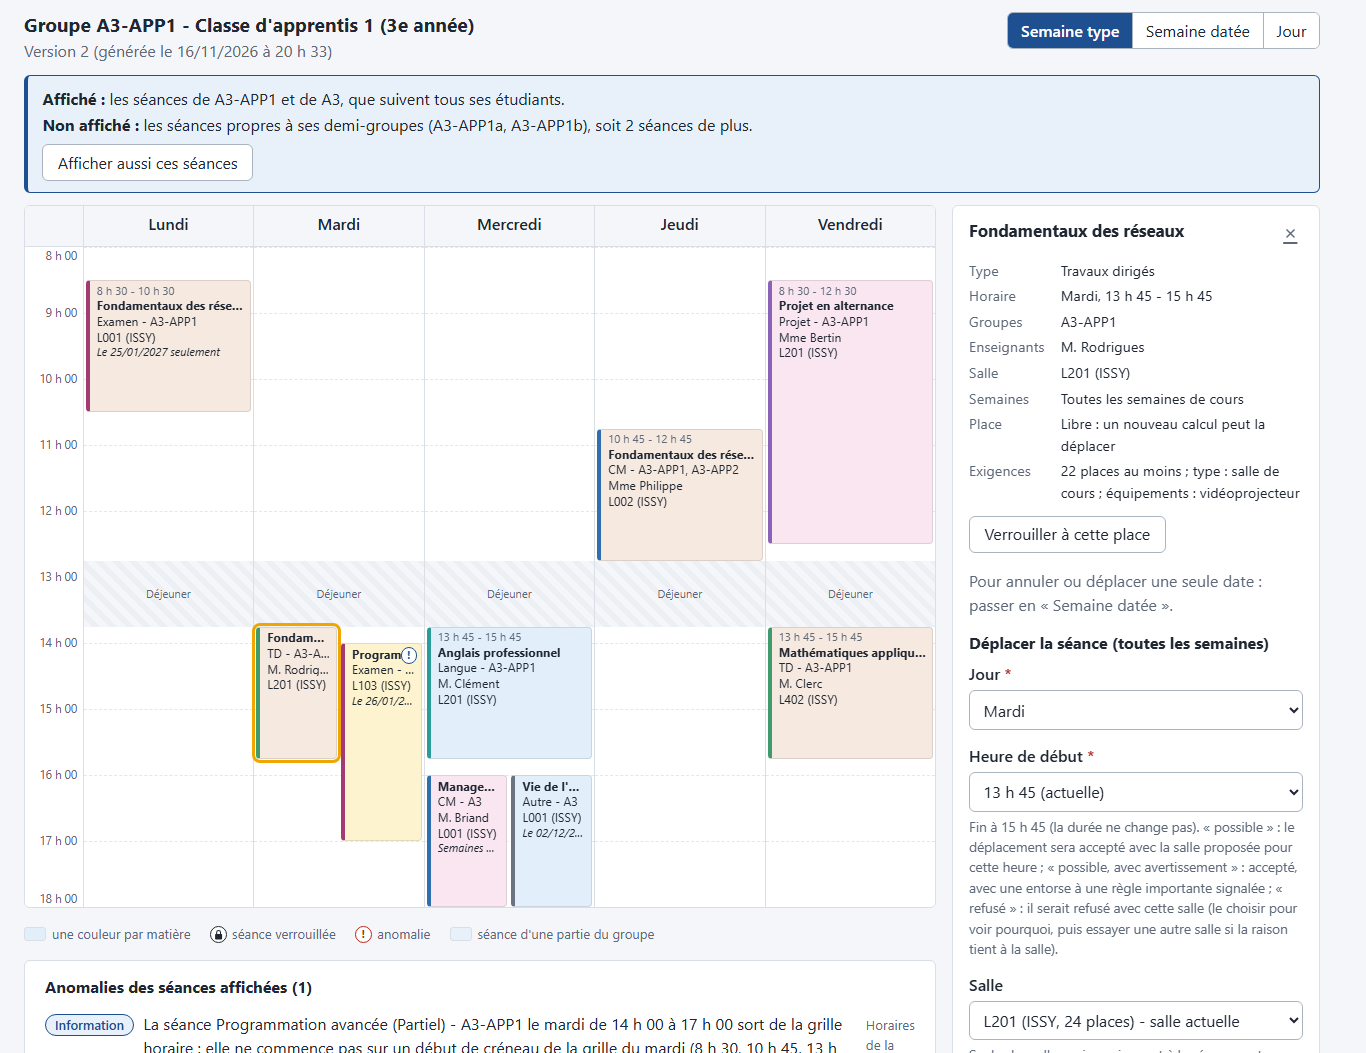 Groupe A3-APP1 - Classe d'apprentis 1 (3e année)
Version 2 (générée le 16/11/2026 à 20 h 33)
Semaine type
Semaine datée
Jour
Affiché : les séances de A3-APP1 et de A3, que suivent tous ses étudiants.
Non affiché : les séances propres à ses demi-groupes (A3-APP1a, A3-APP1b), soit 2 séances de plus.
Afficher aussi ces séances
Lundi
Mardi
Mercredi
Jeudi
Vendredi
8 h 00
9 h 00
10 h 00
11 h 00
12 h 00
13 h 00
14 h 00
15 h 00
16 h 00
17 h 00
18 h 00
8 h 30 - 10 h 30
Fondamentaux des rése...
Examen - A3-APP1
L001 (ISSY)
Le 25/01/2027 seulement
Déjeuner
Déjeuner
Fondam...
TD - A3-A...
M. Rodrig...
L201 (ISSY)
Program
!
Examen - ...
L103 (ISSY)
Le 26/01/2...
Déjeuner
13 h 45 - 15 h 45
Anglais professionnel
Langue - A3-APP1
M. Clément
L201 (ISSY)
Manage...
CM - A3
M. Briand
L001 (ISSY)
Semaines ...
Vie de l'...
Autre - A3
L001 (ISSY)
Le 02/12/2...
10 h 45 - 12 h 45
Fondamentaux des rése...
CM - A3-APP1, A3-APP2
Mme Philippe
L002 (ISSY)
Déjeuner
8 h 30 - 12 h 30
Projet en alternance
Projet - A3-APP1
Mme Bertin
L201 (ISSY)
Déjeuner
13 h 45 - 15 h 45
Mathématiques appliqu...
TD - A3-APP1
M. Clerc
L402 (ISSY)
une couleur par matière
séance verrouillée
! anomalie
séance d'une partie du groupe
Anomalies des séances affichées (1)
Information
La séance Programmation avancée (Partiel) - A3-APP1 le mardi de 14 h 00 à 17 h 00 sort de la grille
horaire : elle ne commence pas sur un début de créneau de la grille du mardi (8 h 30, 10 h 45, 13 h
Horaires
de la
Fondamentaux des réseaux
×
Type Travaux dirigés
Horaire Mardi, 13 h 45 - 15 h 45
Groupes A3-APP1
Enseignants M. Rodrigues
Salle L201 (ISSY)
Semaines Toutes les semaines de cours
Place Libre : un nouveau calcul peut la
déplacer
Exigences 22 places au moins ; type : salle de
cours ; équipements : vidéoprojecteur
Verrouiller à cette place
Pour annuler ou déplacer une seule date :
passer en « Semaine datée ».
Déplacer la séance (toutes les semaines)
Jour *
Mardi
Heure de début *
13 h 45 (actuelle)
Fin à 15 h 45 (la durée ne change pas). « possible » : le
déplacement sera accepté avec la salle proposée pour
cette heure ; « possible, avec avertissement » : accepté,
avec une entorse à une règle importante signalée ; «
refusé » : il serait refusé avec cette salle (le choisir pour
voir pourquoi, puis essayer une autre salle si la raison
tient à la salle).
Salle
L201 (ISSY, 24 places) - salle actuelle